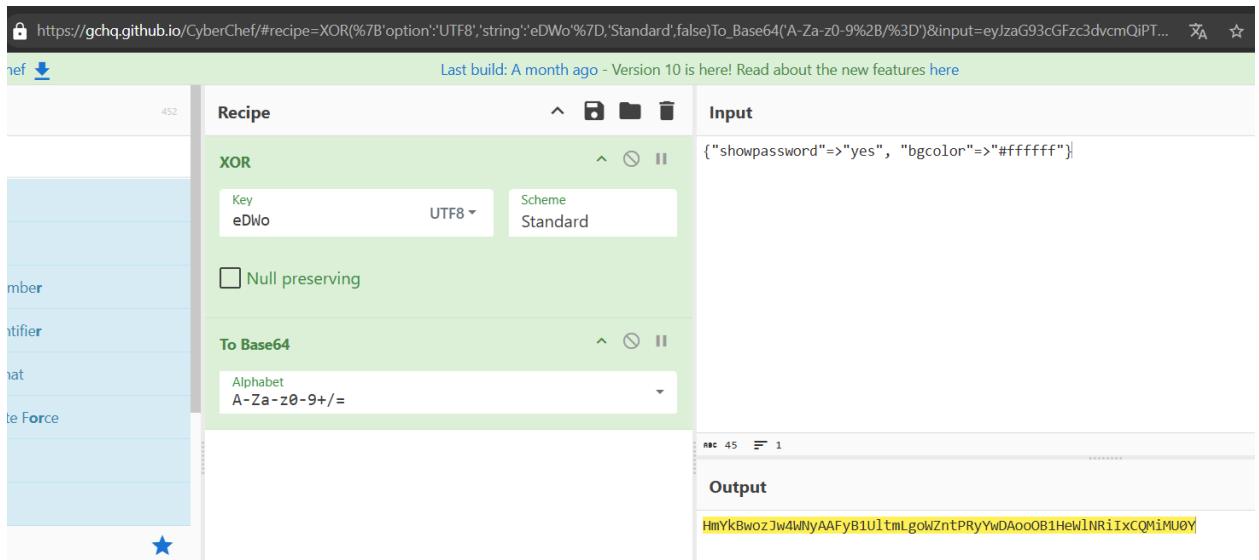 https://gchq.github.io/CyberChef/#recipe=XOR(%7B'option':'UTF8','string':'eDWo'%7D,'Standard',false)To_Base64('A-Za-z0-9%2B/%3D')&input=eyJzaG93cGFzc3dvcmQiPT...
hef
Last build: A month ago - Version 10 is here! Read about the new features here
452
Recipe
Input
XOR
{"showpassword"=>"yes", "bgcolor"=>"#ffffff"}
Key
eDWo
UTF8
Scheme
Standard
Null preserving
mber
ntifier
To Base64
nat
Alphabet
A-Za-z0-9+/=
te Force
ABC 45
1
Output
HmYkBwozJw4WNyAAFyB1UltmLgoWZntPRyYwDAooOB1HeWlNRiIxCQMiMU0Y